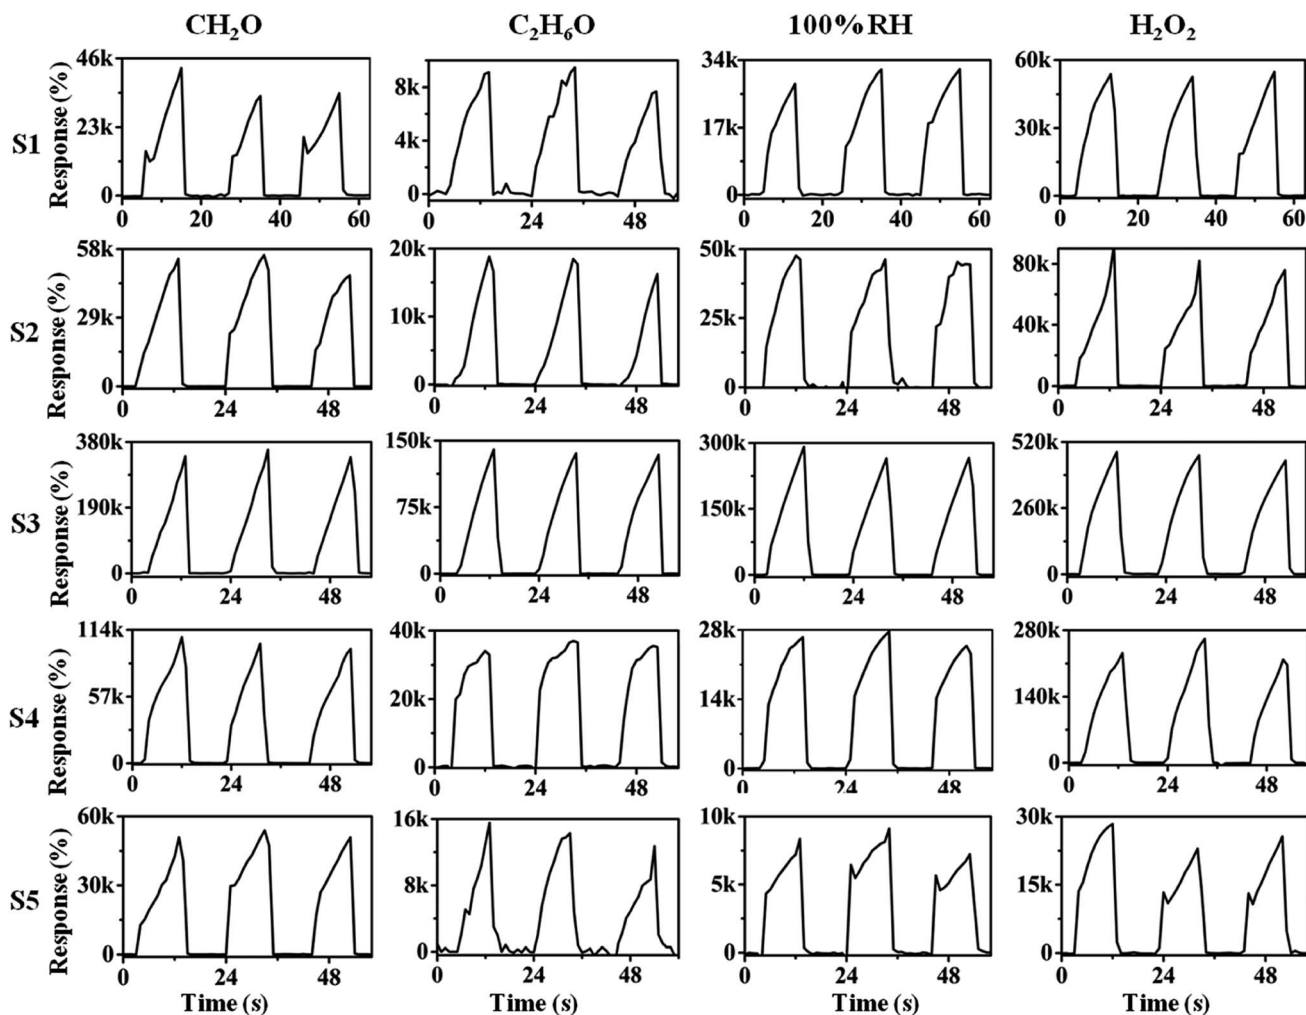 CH₂O C₂H₆O 100%RH H₂O₂
S1
Response (%)
46k
23k
0
0 20 40 60
8k
4k
0
0 24 48
34k
17k
0
0 20 40 60
60k
30k
0
0 20 40 60
S2
Response (%)
58k
29k
0
0 24 48
20k
10k
0
0 24 48
50k
25k
0
0 24 48
80k
40k
0
0 24 48
S3
Response (%)
380k
190k
0
0 24 48
150k
75k
0
0 24 48
300k
150k
0
0 24 48
520k
260k
0
0 24 48
S4
Response (%)
114k
57k
0
0 24 48
40k
20k
0
0 24 48
28k
14k
0
0 24 48
280k
140k
0
0 24 48
S5
Response (%)
60k
30k
0
0 24 48
Time (s)
16k
8k
0
0 24 48
Time (s)
10k
5k
0
0 24 48
Time (s)
30k
15k
0
0 24 48
Time (s)